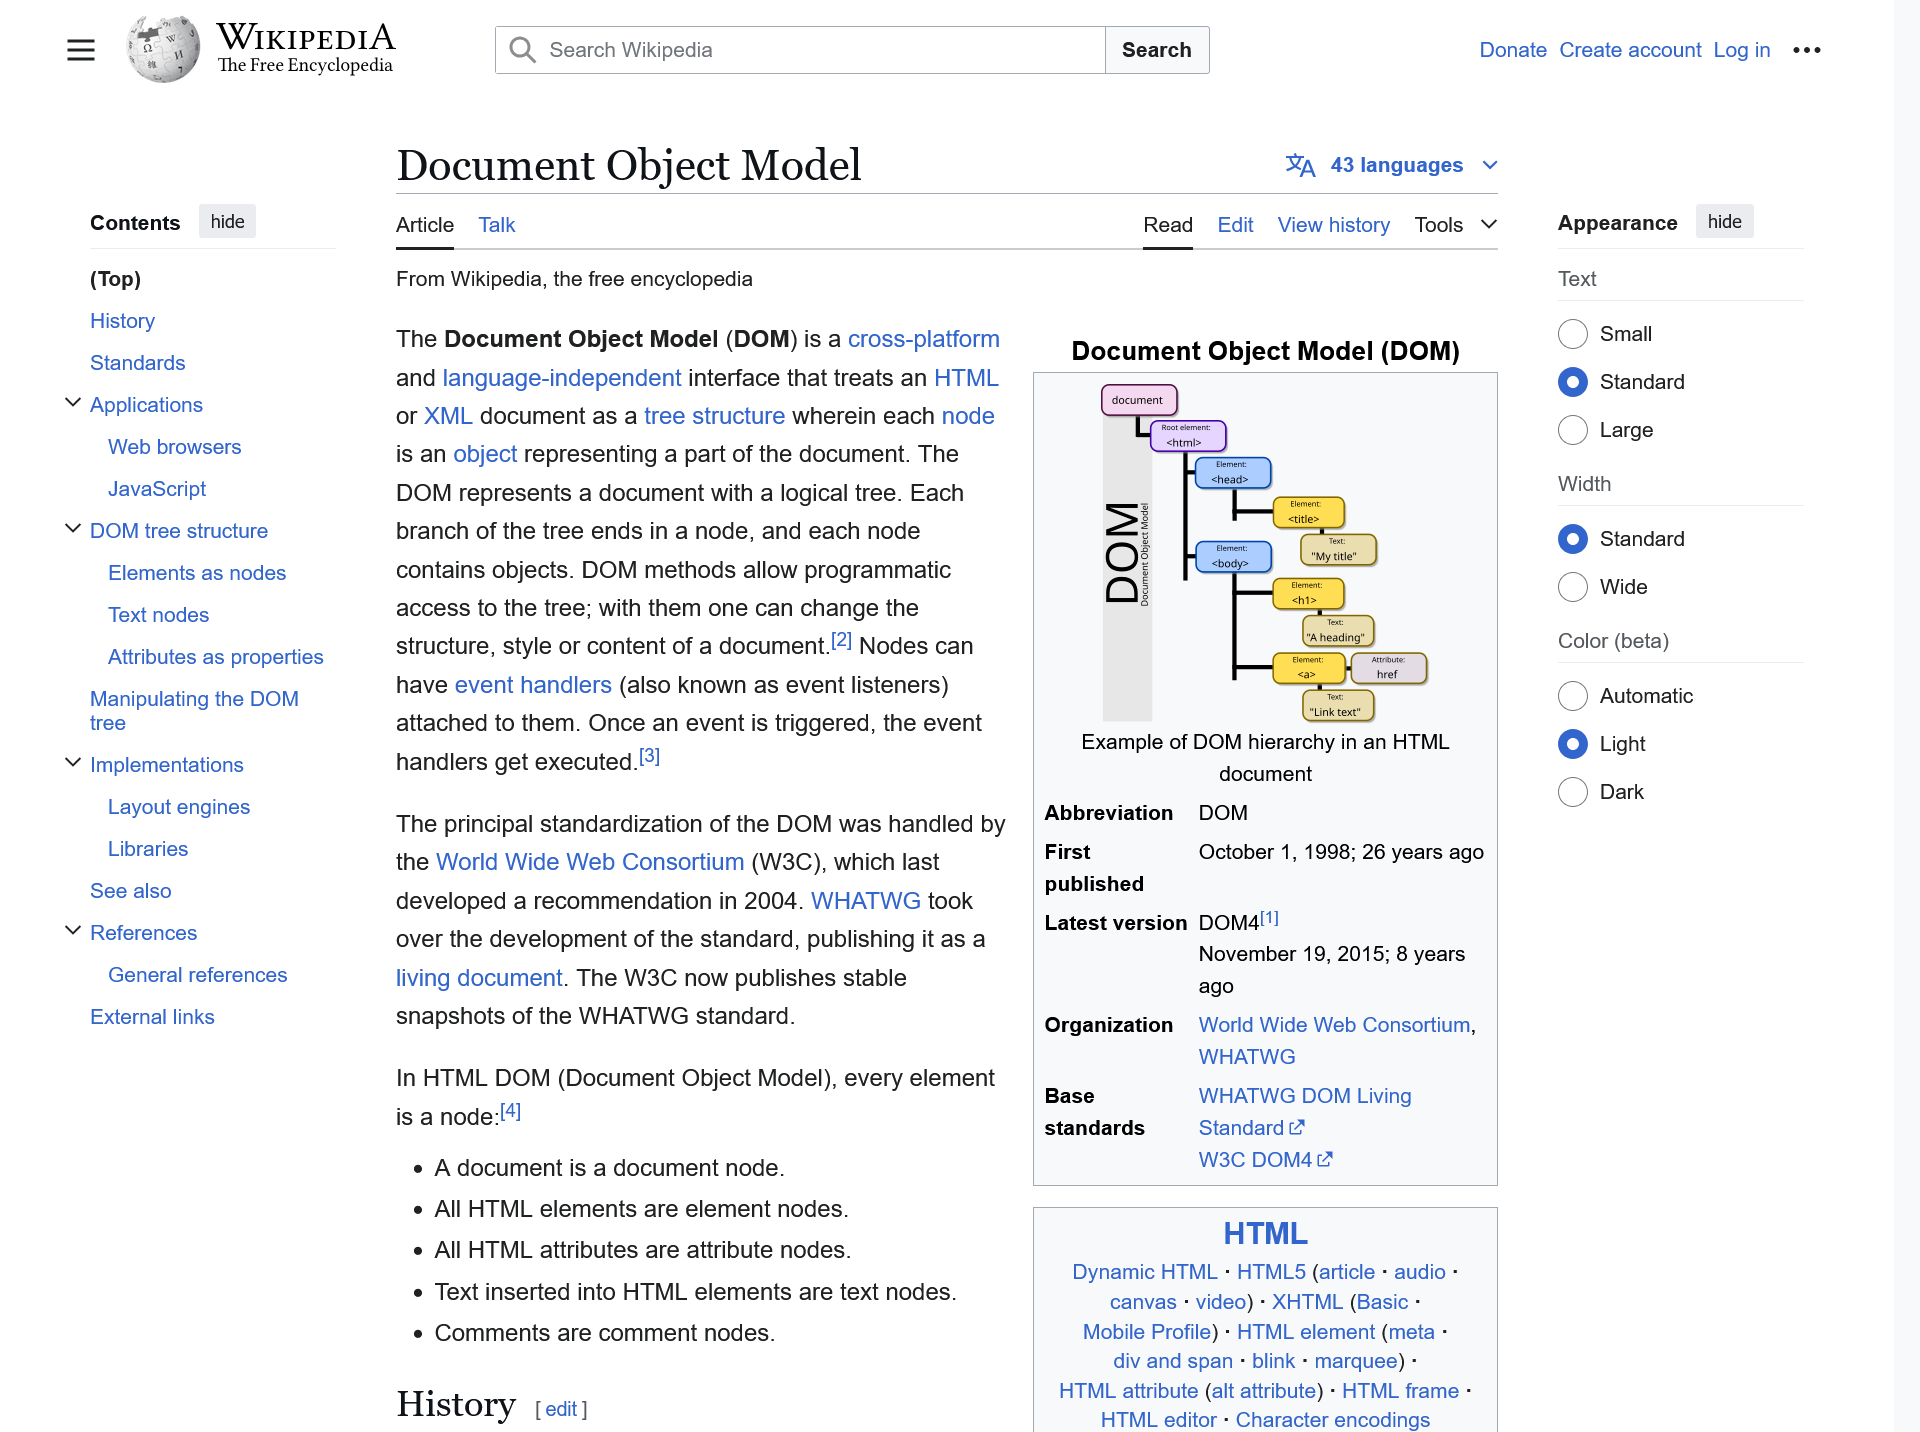 WIKIPEDIA
The Free Encyclopedia
Search Wikipedia
Search
Donate Create account Log in
Document Object Model
43 languages
Contents hide
(Top)
History
Standards
Applications
Web browsers
JavaScript
DOM tree structure
Elements as nodes
Text nodes
Attributes as properties
Manipulating the DOM
tree
Implementations
Layout engines
Libraries
See also
References
General references
External links
Article Talk
Read Edit View history Tools
From Wikipedia, the free encyclopedia
The Document Object Model (DOM) is a cross-platform
and language-independent interface that treats an HTML
or XML document as a tree structure wherein each node
is an object representing a part of the document. The
DOM represents a document with a logical tree. Each
branch of the tree ends in a node, and each node
contains objects. DOM methods allow programmatic
access to the tree; with them one can change the
structure, style or content of a document.[2] Nodes can
have event handlers (also known as event listeners)
attached to them. Once an event is triggered, the event
handlers get executed.[3]
The principal standardization of the DOM was handled by
the World Wide Web Consortium (W3C), which last
developed a recommendation in 2004. WHATWG took
over the development of the standard, publishing it as a
living document. The W3C now publishes stable
snapshots of the WHATWG standard.
In HTML DOM (Document Object Model), every element
is a node:[4]
• A document is a document node.
• All HTML elements are element nodes.
• All HTML attributes are attribute nodes.
• Text inserted into HTML elements are text nodes.
• Comments are comment nodes.
History [ edit ]
Document Object Model (DOM)
document
Root element:
<html>
Element:
<head>
Element:
<title>
Text:
"My title"
Element:
<body>
Element:
<h1>
Text:
"A heading"
Element:
<a>
Attribute:
href
Text:
"Link text"
DOM
Document Object Model
Example of DOM hierarchy in an HTML
document
Abbreviation DOM
First October 1, 1998; 26 years ago
published
Latest version DOM4[1]
November 19, 2015; 8 years
ago
Organization World Wide Web Consortium,
WHATWG
Base WHATWG DOM Living
standards Standard
W3C DOM4
HTML
Dynamic HTML · HTML5 (article · audio ·
canvas · video) · XHTML (Basic ·
Mobile Profile) · HTML element (meta ·
div and span · blink · marquee) ·
HTML attribute (alt attribute) · HTML frame ·
HTML editor · Character encodings
Appearance hide
Text
Small
Standard
Large
Width
Standard
Wide
Color (beta)
Automatic
Light
Dark